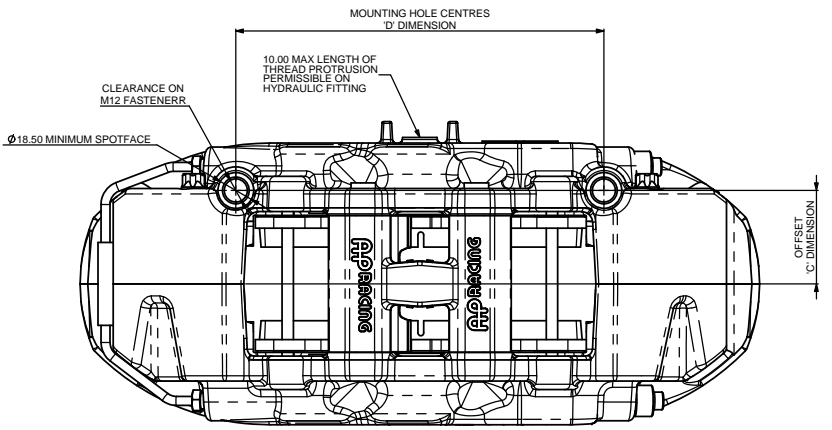 MOUNTING HOLE CENTRES
'D' DIMENSION
10.00 MAX LENGTH OF
THREAD PROTRUSION
PERMISSIBLE ON
HYDRAULIC FITTING
CLEARANCE ON
M12 FASTENERR
Ø18.50 MINIMUM SPOTFACE
OFFSET
'C' DIMENSION
AP RACING
AP RACING